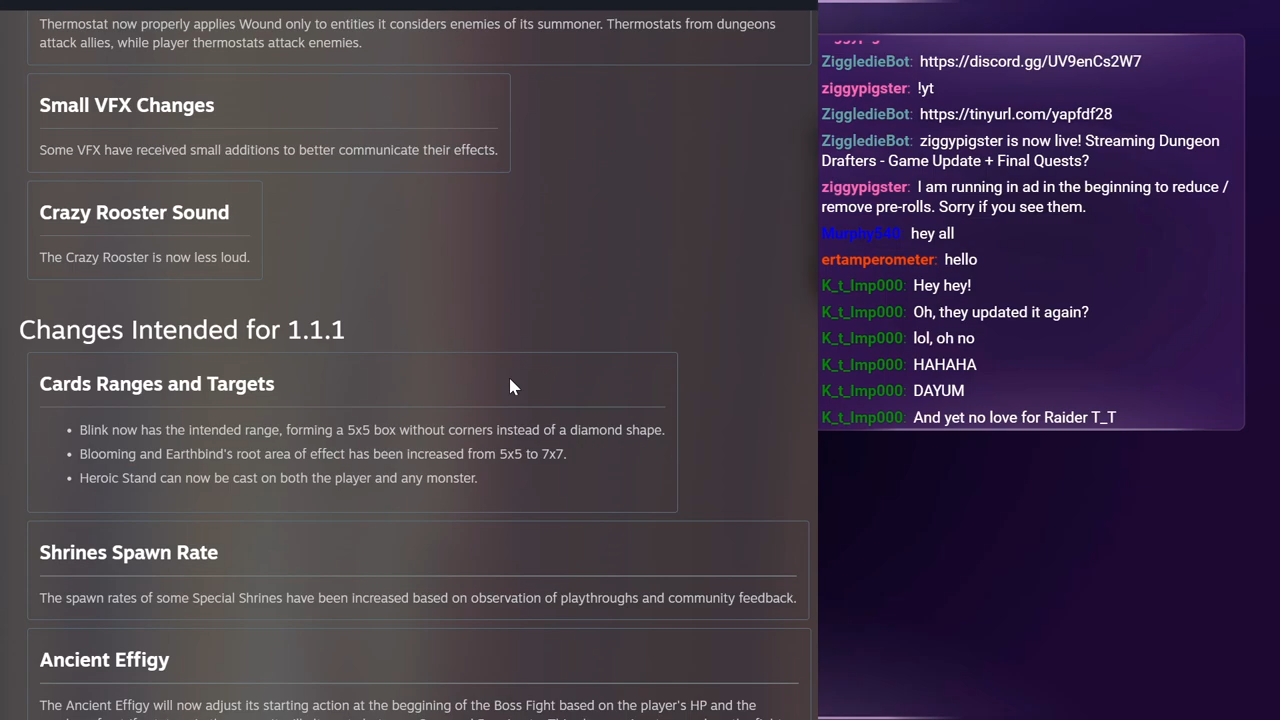 Thermostat now properly applies Wound only to entities it considers enemies of its summoner. Thermostats from dungeons
attack allies, while player thermostats attack enemies.
Small VFX Changes
Some VFX have received small additions to better communicate their effects.
Crazy Rooster Sound
The Crazy Rooster is now less loud.
Changes Intended for 1.1.1
Cards Ranges and Targets
• Blink now has the intended range, forming a 5x5 box without corners instead of a diamond shape.
• Blooming and Earthbind's root area of effect has been increased from 5x5 to 7x7.
• Heroic Stand can now be cast on both the player and any monster.
Shrines Spawn Rate
The spawn rates of some Special Shrines have been increased based on observation of playthroughs and community feedback.
Ancient Effigy
The Ancient Effigy will now adjust its starting action at the beggining of the Boss Fight based on the player's HP and the
ZiggledieBot: https://discord.gg/UV9enCs2W7
ziggypigster: !yt
ZiggledieBot: https://tinyurl.com/yapfdf28
ZiggledieBot: ziggypigster is now live! Streaming Dungeon
Drafters - Game Update + Final Quests?
ziggypigster: I am running in ad in the beginning to reduce /
remove pre-rolls. Sorry if you see them.
Murphy540: hey all
ertamperometer: hello
K_t_Imp000: Hey hey!
K_t_Imp000: Oh, they updated it again?
K_t_Imp000: lol, oh no
K_t_Imp000: HAHAHA
K_t_Imp000: DAYUM
K_t_Imp000: And yet no love for Raider T_T